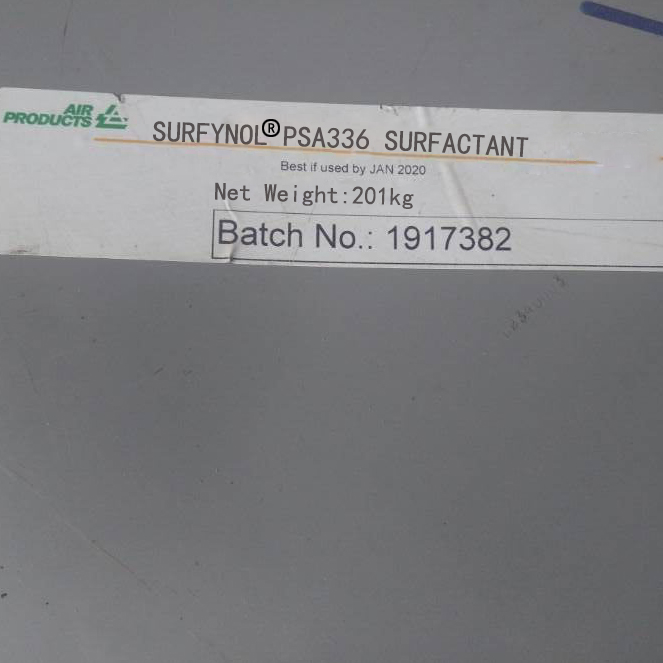 AIR
PRODUCTS
SURFYNOL®PSA336 SURFACTANT
Best if used by JAN 2020
Net Weight:201kg
Batch No.: 1917382